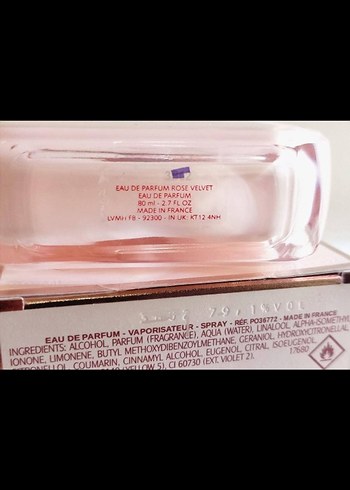 EAU DE PARFUM ROSE VELVET
EAU DE PARFUM
80 ml - 2.7 FL OZ
MADE IN FRANCE
LVMH FB - 92300 - IN UK: KT12 4NH
EAU DE PARFUM - VAPORISATEUR - SPRAY - RÉF. P036772 - MADE IN FRANCE
INGREDIENTS: ALCOHOL, PARFUM (FRAGRANCE), AQUA (WATER), LINALOOL, ALPHA-ISOMETHYL
IONONE, LIMONENE, BUTYL METHOXYDIBENZOYLMETHANE, GERANIOL, HYDROXYCITRONELLAL,
CITRONELLOL, COUMARIN, CINNAMYL ALCOHOL, EUGENOL, CITRAL, ISOEUGENOL,
(YELLOW 5), CI 60730 (EXT. VIOLET 2). 17680